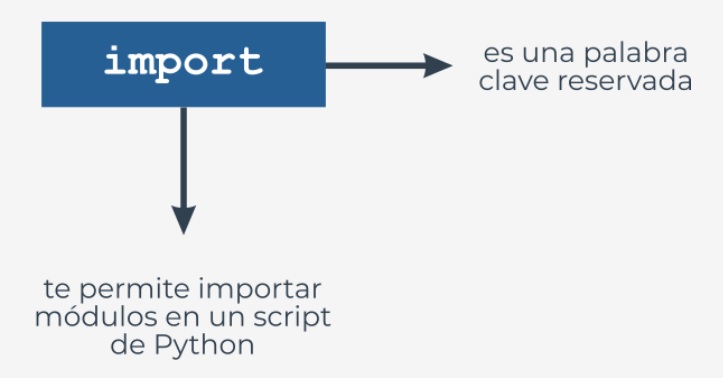 import
es una palabra
clave reservada
te permite importar
módulos en un script
de Python